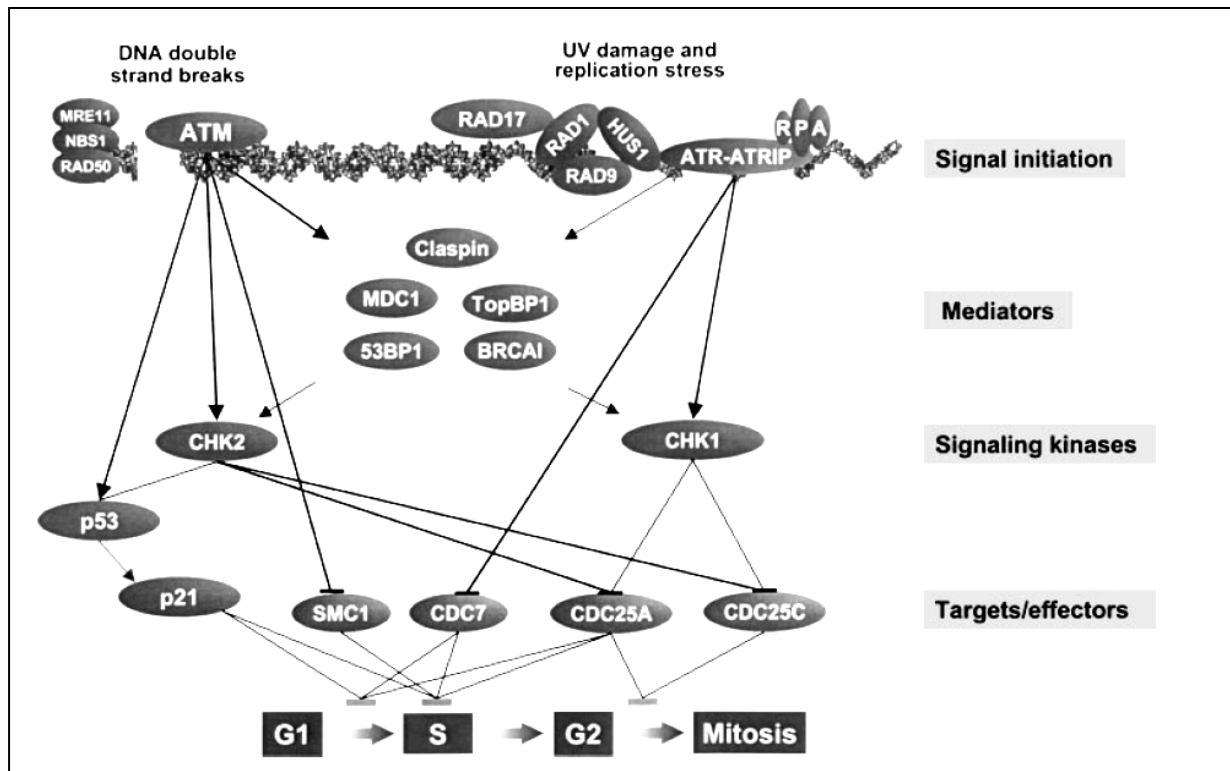 DNA double
strand breaks
UV damage and
replication stress
MRE11
NBS1
RAD50
ATM
RAD17
RAD1
HUS1
RAD9
ATR-ATRIP
RPA
Signal initiation
Claspin
MDC1
TopBP1
53BP1
BRCAI
Mediators
CHK2
CHK1
Signaling kinases
p53
p21
SMC1
CDC7
CDC25A
CDC25C
Targets/effectors
G1
S
G2
Mitosis